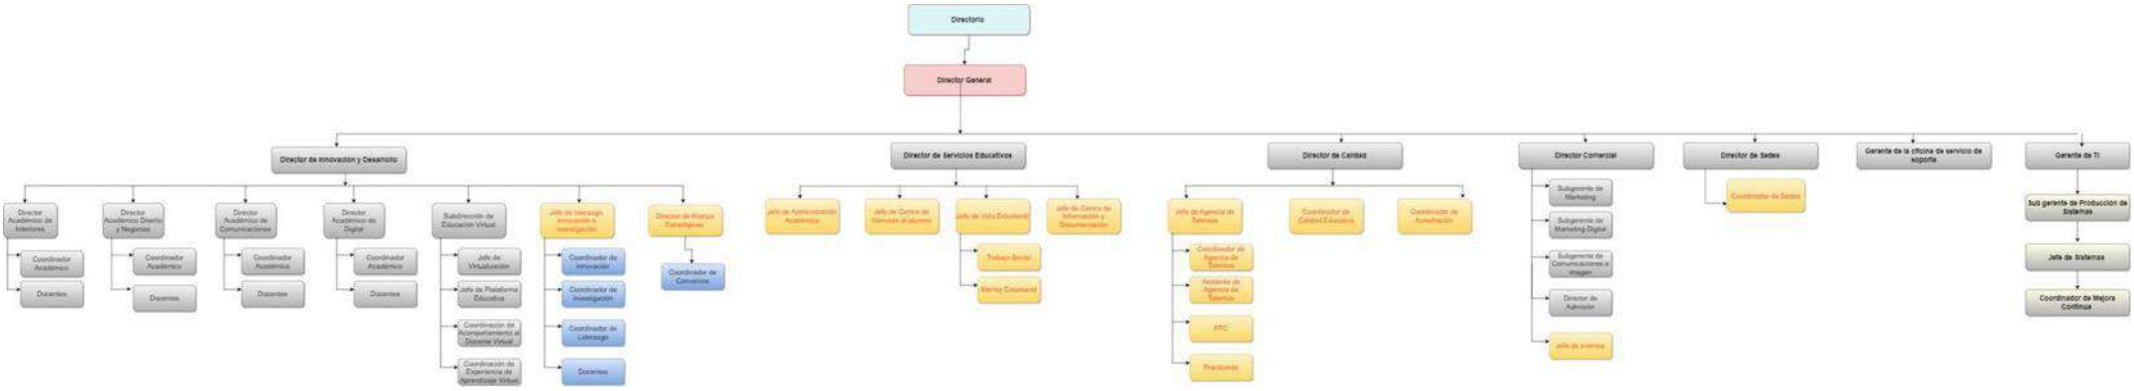 Directorio
Director General
Director de Innovación y Desarrollo
Director de Servicios Educativos
Director de Calidad
Director Comercial
Director de Sedes
Gerente de la oficina de servicio de
soporte
Gerente de TI
Director
Académico de
Interiores
Coordinador
Académico
Docentes
Director
Académico Diseño
y Negocios
Coordinador
Académico
Docentes
Director
Académico de
Comunicaciones
Coordinador
Académico
Docentes
Director
Académico de
Digital
Coordinador
Académico
Docentes
Subdirección de
Educación Virtual
Jefe de
Virtualización
Jefe de Plataforma
Educativa
Coordinación de
Acompañamiento al
Docente Virtual
Coordinación de
Experiencia de
Aprendizaje Virtual
Jefe de liderazgo,
innovación e
investigación
Coordinador de
innovación
Coordinador de
investigación
Coordinador de
Liderazgo
Docentes
Director de Alianza
Estratégicas
Coordinador de
Convenios
Jefe de Administración
Académica
Jefe de Centro de
Atención al alumno
Jefe de Vida Estudiantil
Trabajo Social
Mentor Estudiantil
Jefe de Centro de
Información y
Documentación
Jefe de Agencia de
Talentos
Coordinador de
Agencia de
Talentos
Asistente de
Agencia de
Talentos
PTC
Practicante
Coordinador de
Calidad Educativa
Coordinador de
Acreditación
Subgerente de
Marketing
Subgerente de
Marketing Digital
Subgerente de
Comunicaciones e
imagen
Director de
Admisión
Jefe de eventos
Coordinador de Sedes
Sub gerente de Producción de
Sistemas
Jefe de Sistemas
Coordinador de Mejora
Continua